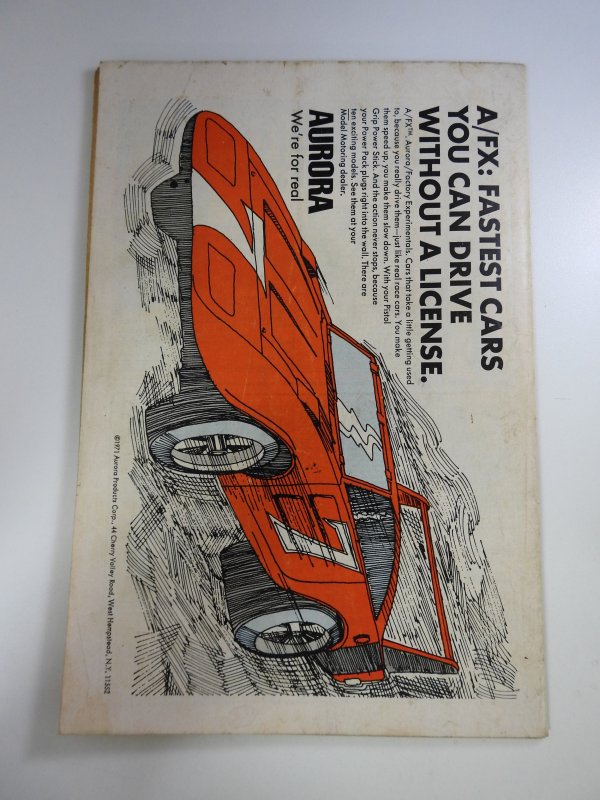 A/FX: FASTEST CARS
YOU CAN DRIVE
WITHOUT A LICENSE.
A/FX™. Aurora/Factory Experimentals. Cars that take a little getting used
to, because you really drive them—just like real race cars. You make
them speed up, you make them slow down. With your Pistol
Grip Power Stick. And the action never stops, because
your Power Pack plugs right into the wall. There are
ten exciting models. See them at your
Model Motoring dealer.
AURORA
We're for real
7
©1971 Aurora Products Corp., 44 Cherry Valley Road, West Hempstead, N.Y. 11552